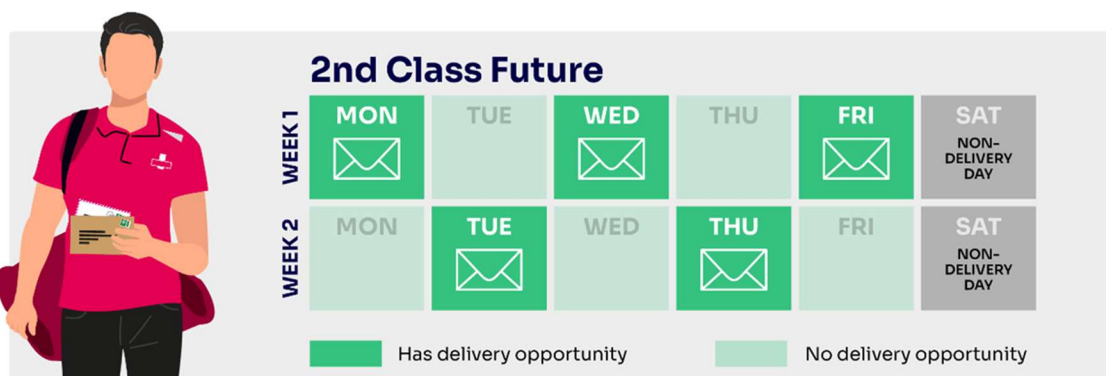 2nd Class Future
WEEK 1
MON TUE WED THU FRI SAT
NON-
DELIVERY
DAY
WEEK 2
MON TUE WED THU FRI SAT
NON-
DELIVERY
DAY
Has delivery opportunity No delivery opportunity